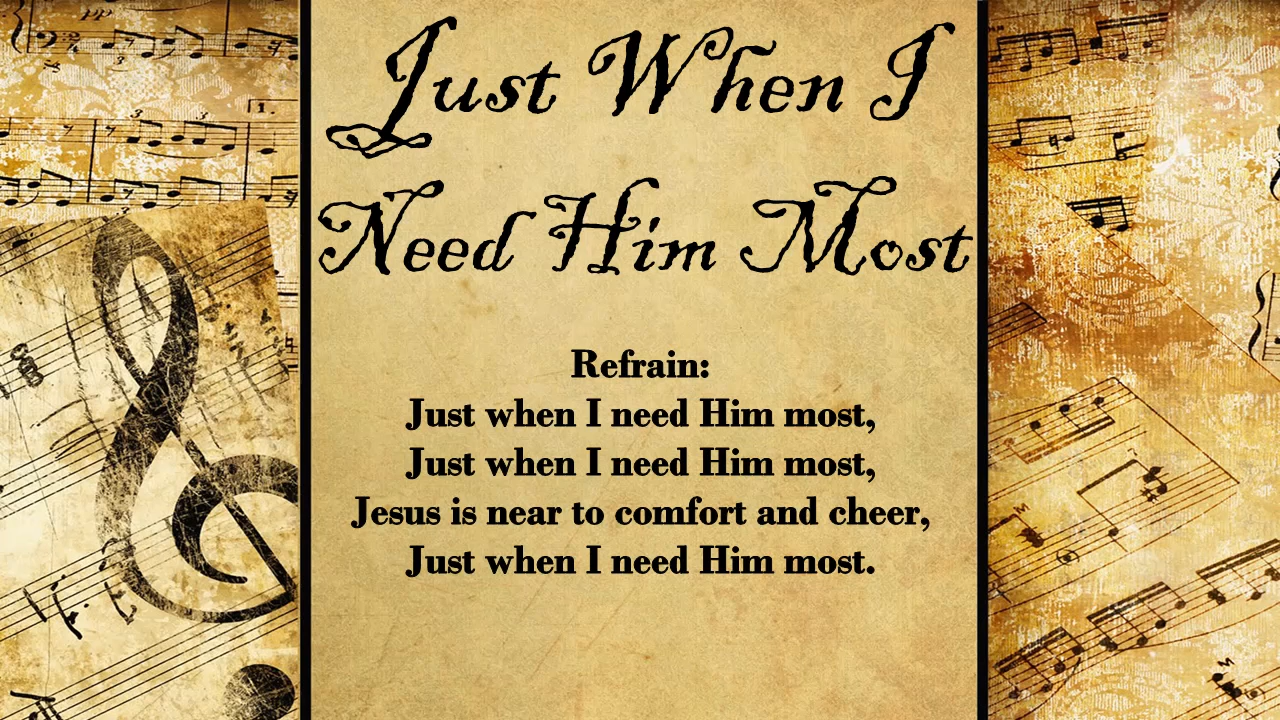 Just When I
Need Him Most
Refrain:
Just when I need Him most,
Just when I need Him most,
Jesus is near to comfort and cheer,
Just when I need Him most.